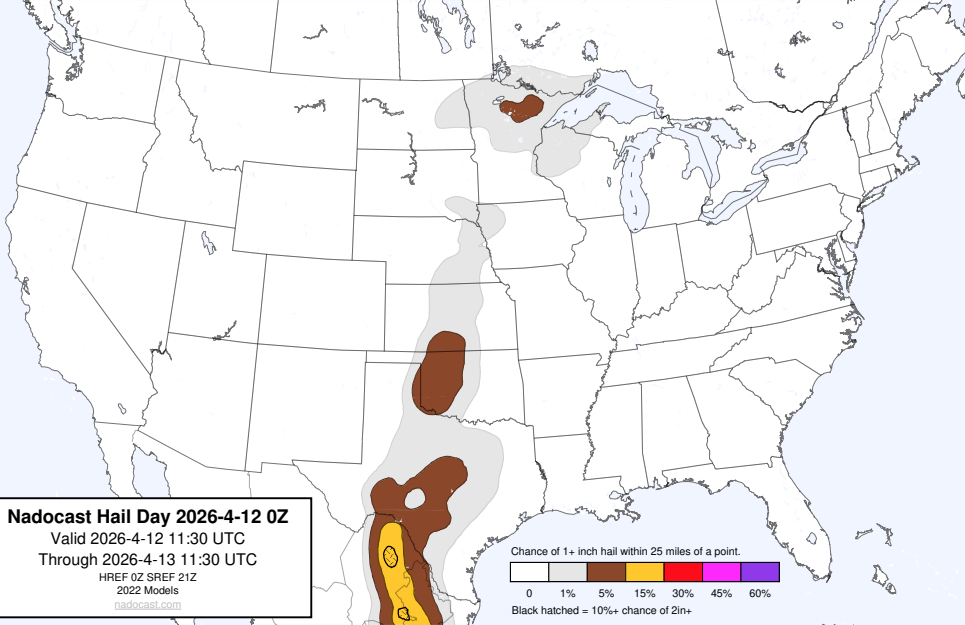 Nadocast Hail Day 2026-4-12 0Z
Valid 2026-4-12 11:30 UTC
Through 2026-4-13 11:30 UTC
HREF 0Z SREF 21Z
2022 Models
nadocast.com
Chance of 1+ inch hail within 25 miles of a point.
0 1% 5% 15% 30% 45% 60%
Black hatched = 10%+ chance of 2in+